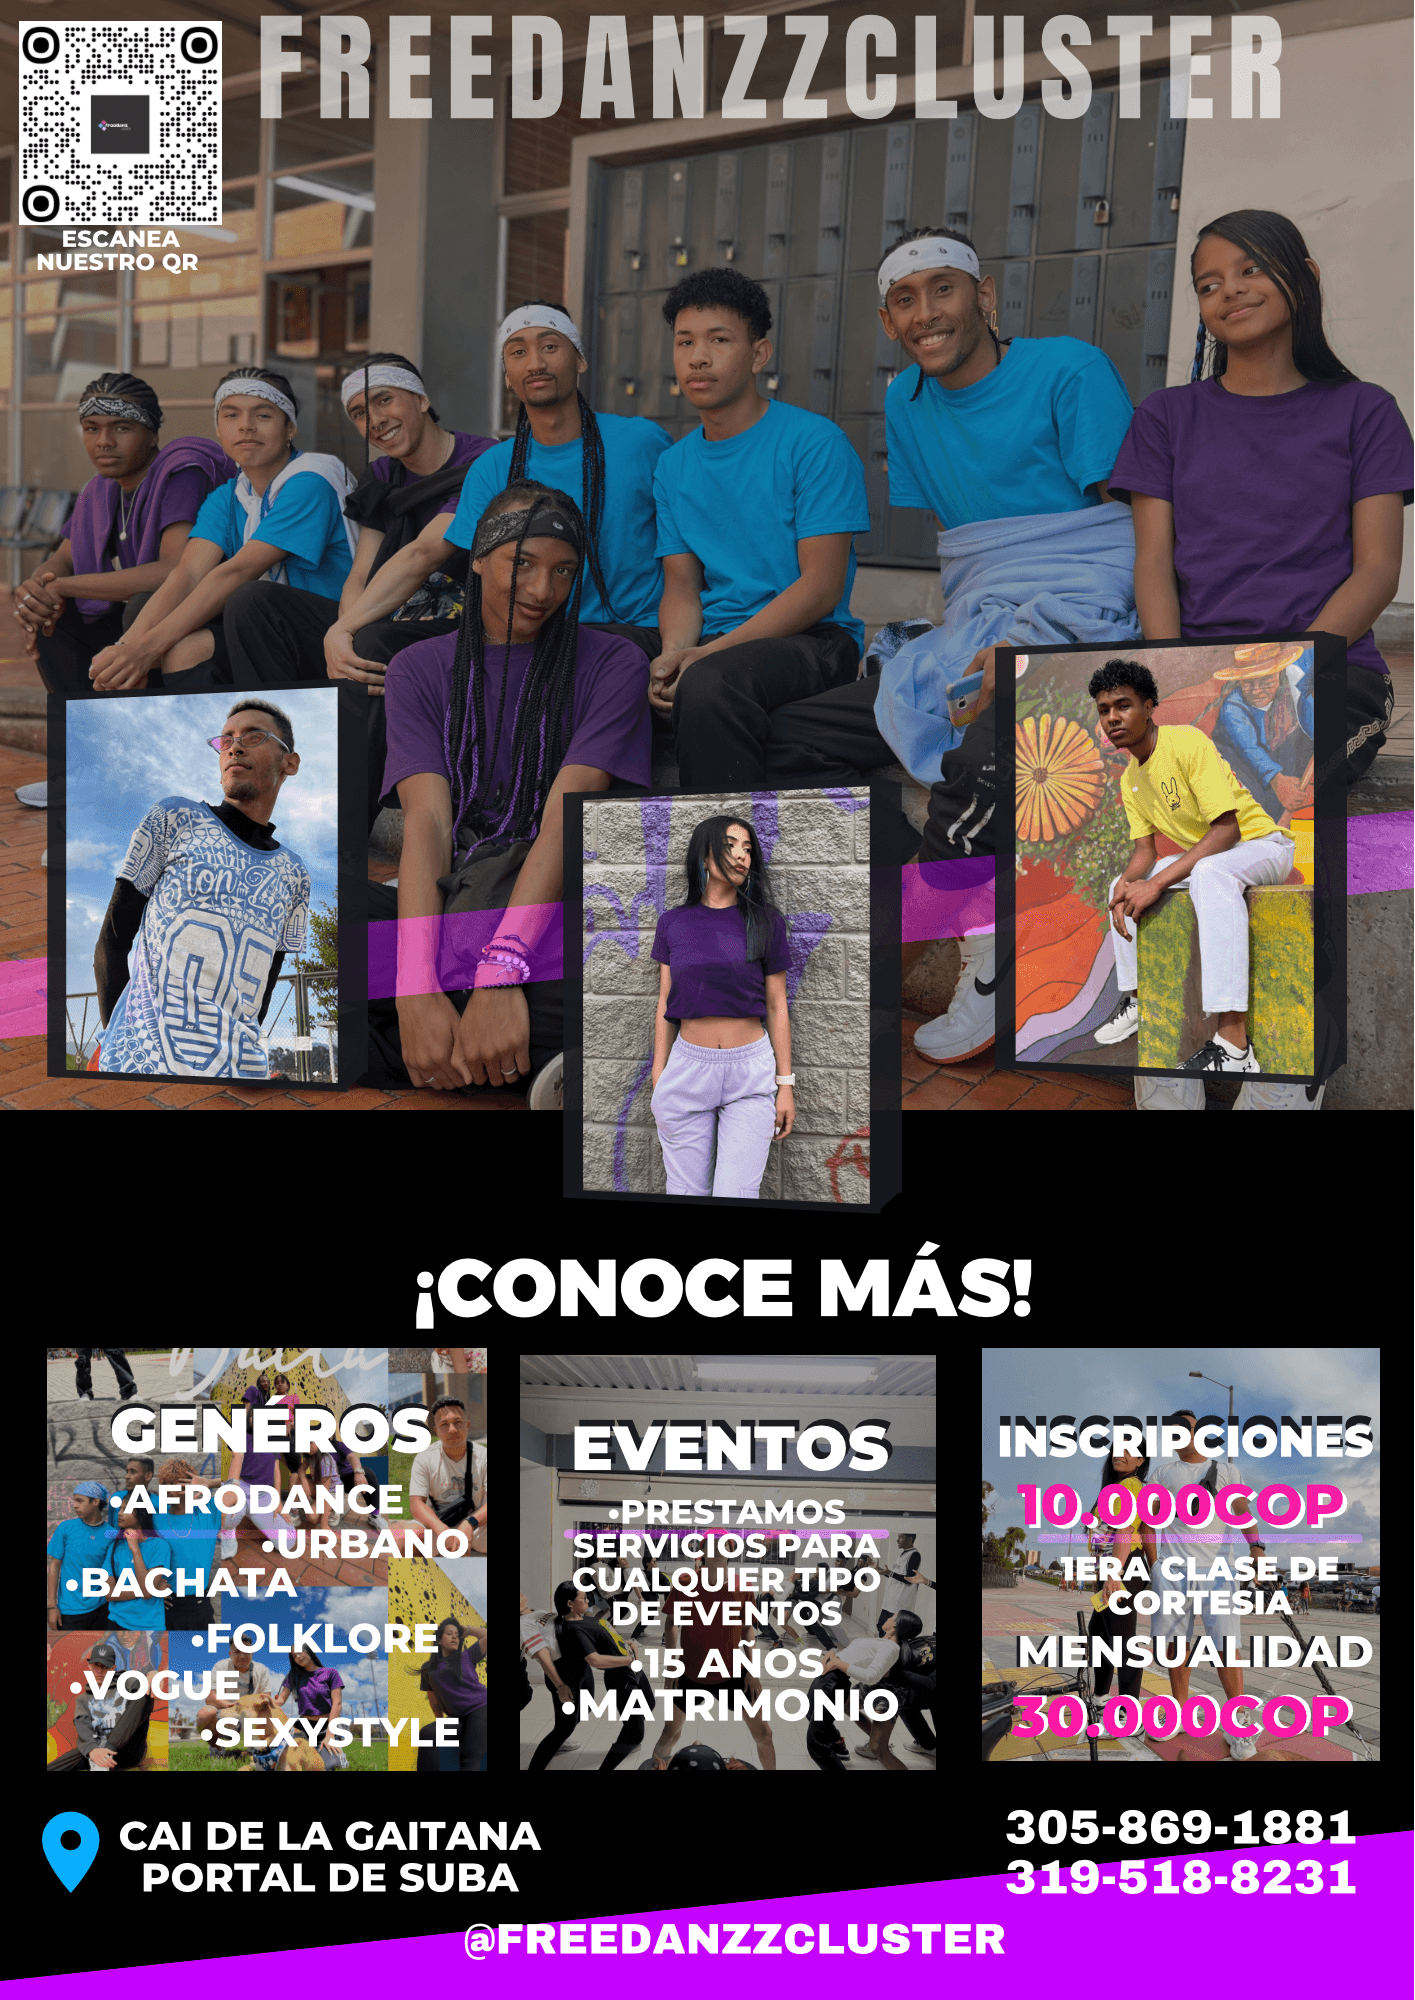 FREEDANZZCLUSTER
ESCANEA
NUESTRO QR
¡CONOCE MÁS!
GENÉROS
•AFRODANCE
•URBANO
•BACHATA
•FOLKLORE
•VOGUE
•SEXYSTYLE
EVENTOS
•PRESTAMOS
SERVICIOS PARA
CUALQUIER TIPO
DE EVENTOS
•15 AÑOS
•MATRIMONIO
INSCRIPCIONES
10.000COP
1ERA CLASE DE
CORTESIA
MENSUALIDAD
30.000COP
CAI DE LA GAITANA
PORTAL DE SUBA
305-869-1881
319-518-8231
@FREEDANZZCLUSTER